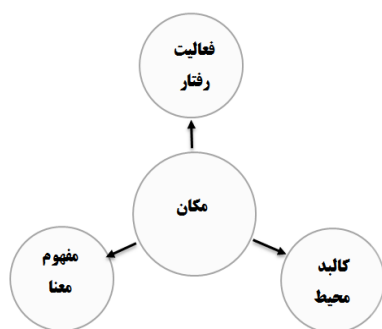 فعالیت
رفتار
مکان
کالبد
محیط
مفهوم
معنا